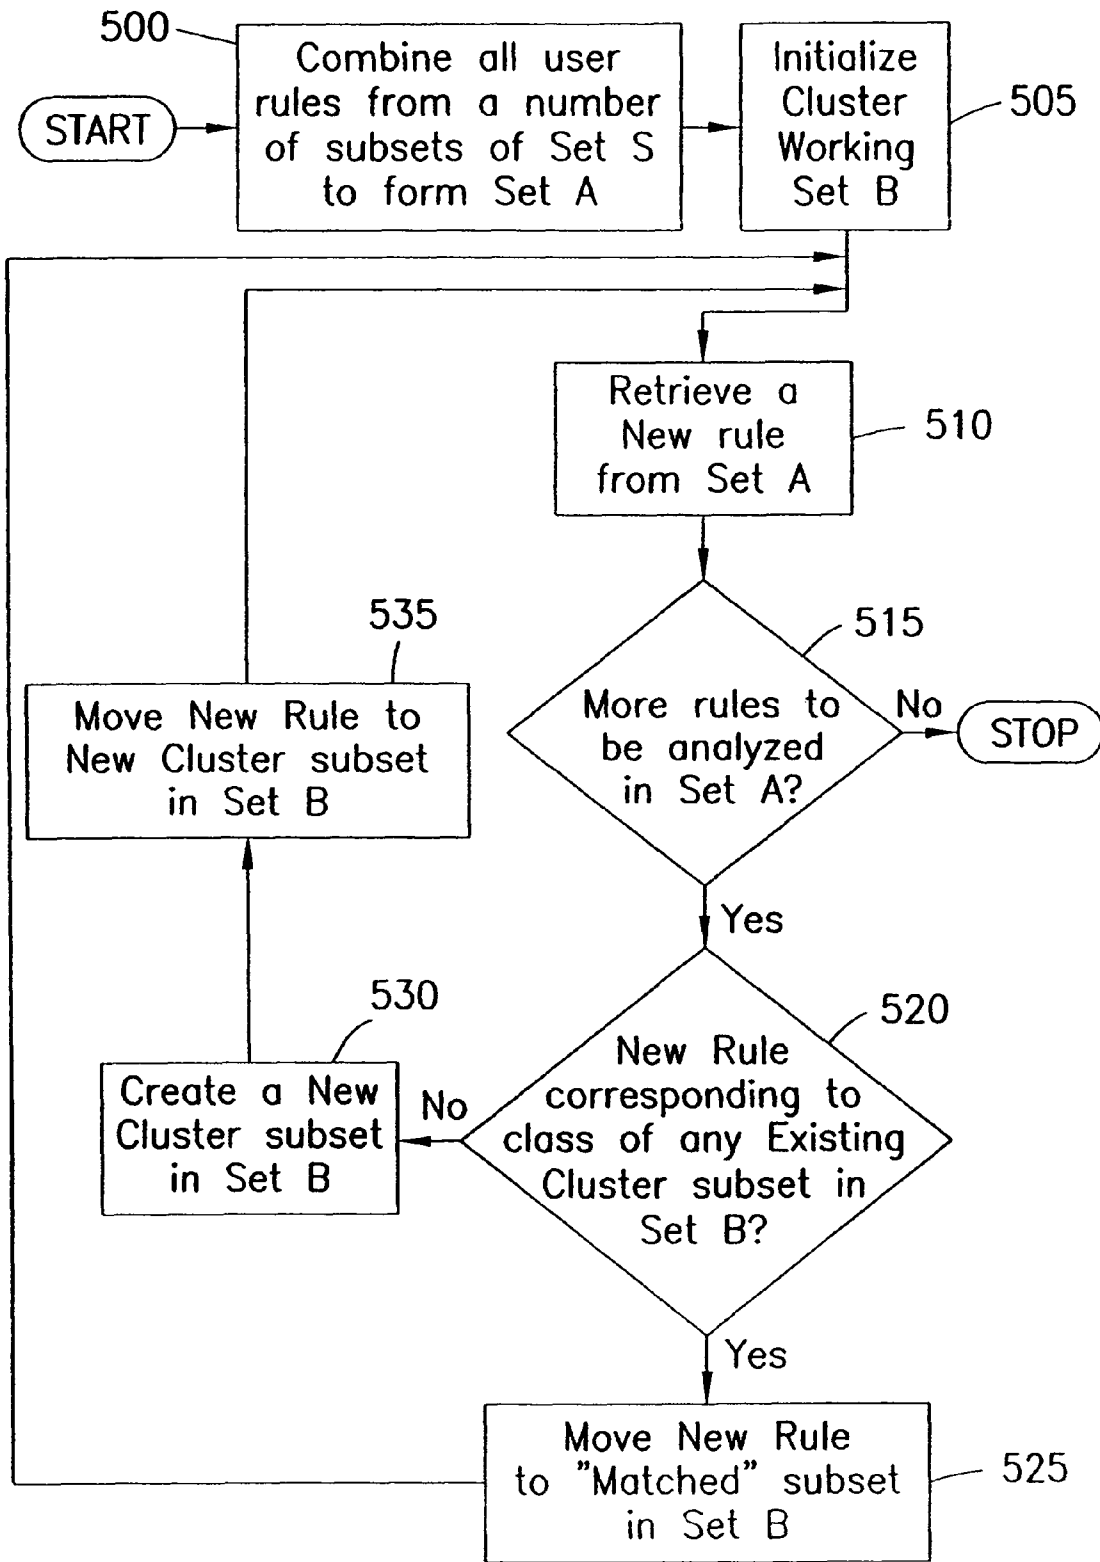 500
START
Combine all user
rules from a number
of subsets of Set S
to form Set A
Initialize
Cluster
Working
Set B
505
Retrieve a
New rule
from Set A
510
515
More rules to
be analyzed
in Set A?
No
STOP
Yes
535
Move New Rule to
New Cluster subset
in Set B
530
Create a New
Cluster subset
in Set B
No
520
New Rule
corresponding to
class of any Existing
Cluster subset in
Set B?
Yes
Move New Rule
to "Matched" subset
in Set B
525